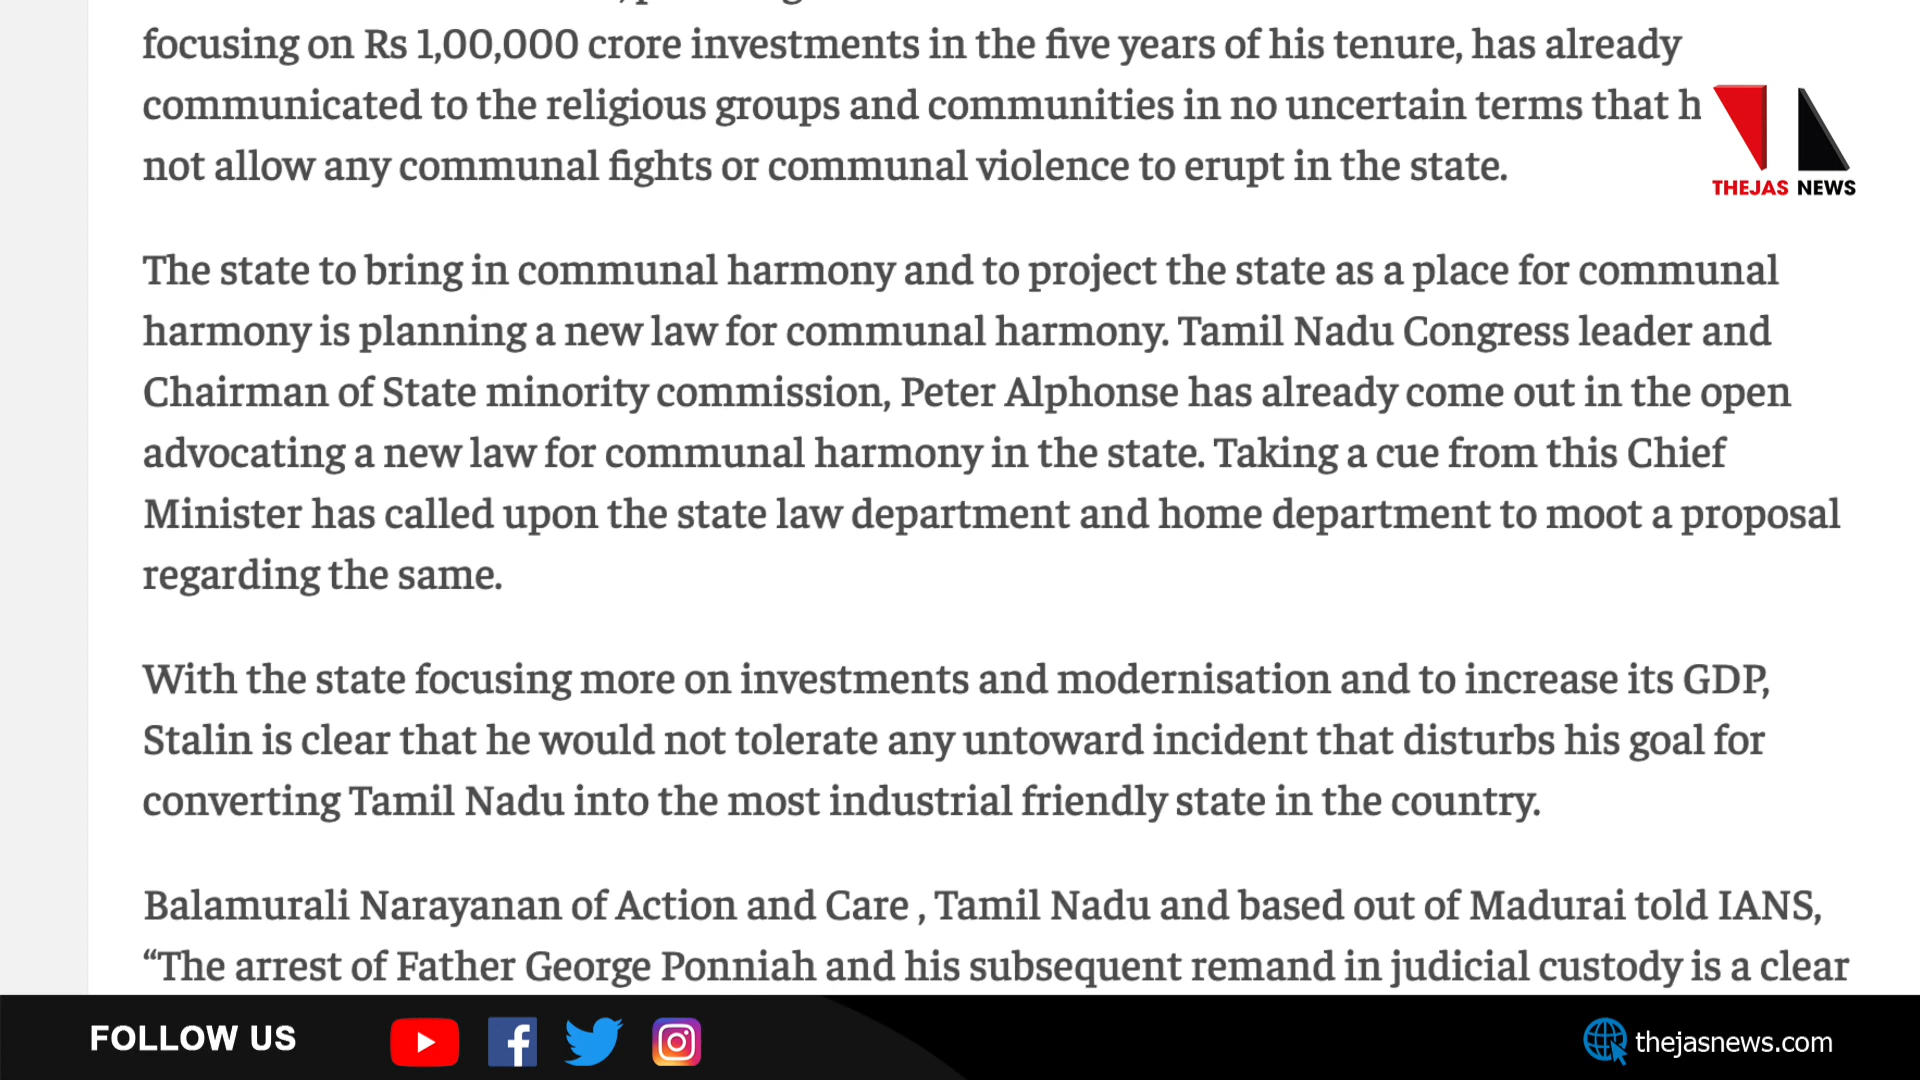 focusing on Rs 1,00,000 crore investments in the five years of his tenure, has already
communicated to the religious groups and communities in no uncertain terms that h
not allow any communal fights or communal violence to erupt in the state.
THEJAS NEWS
The state to bring in communal harmony and to project the state as a place for communal
harmony is planning a new law for communal harmony. Tamil Nadu Congress leader and
Chairman of State minority commission, Peter Alphonse has already come out in the open
advocating a new law for communal harmony in the state. Taking a cue from this Chief
Minister has called upon the state law department and home department to moot a proposal
regarding the same.
With the state focusing more on investments and modernisation and to increase its GDP,
Stalin is clear that he would not tolerate any untoward incident that disturbs his goal for
converting Tamil Nadu into the most industrial friendly state in the country.
Balamurali Narayanan of Action and Care , Tamil Nadu and based out of Madurai told IANS,
“The arrest of Father George Ponniah and his subsequent remand in judicial custody is a clear
FOLLOW US
thejasnews.com